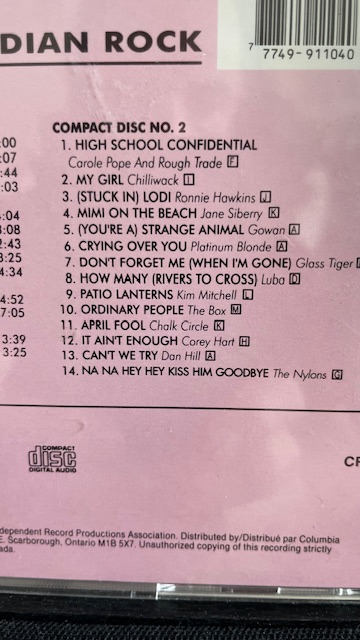 DIAN ROCK
7 7749-911040
COMPACT DISC NO. 2
:00 1. HIGH SCHOOL CONFIDENTIAL
:07 Carole Pope And Rough Trade F
:44 2. MY GIRL Chilliwack I
:03 3. (STUCK IN) LODI Ronnie Hawkins J
4:04 4. MIMI ON THE BEACH Jane Siberry K
3:08 5. (YOU'RE A) STRANGE ANIMAL Gowan A
2:43 6. CRYING OVER YOU Platinum Blonde A
3:25 7. DON'T FORGET ME (WHEN I'M GONE) Glass Tiger
4:34 8. HOW MANY (RIVERS TO CROSS) Luba D
4:52 9. PATIO LANTERNS Kim Mitchell L
7:05 10. ORDINARY PEOPLE The Box M
11. APRIL FOOL Chalk Circle K
3:39 12. IT AIN'T ENOUGH Corey Hart H
3:25 13. CAN'T WE TRY Dan Hill A
14. NA NA HEY HEY KISS HIM GOODBYE The Nylons G
COMPACT
disc
DIGITAL AUDIO
dependent Record Productions Association. Distributed by/Distribué par Columbia
E. Scarborough, Ontario M1B 5X7. Unauthorized copying of this recording strictly
ada.